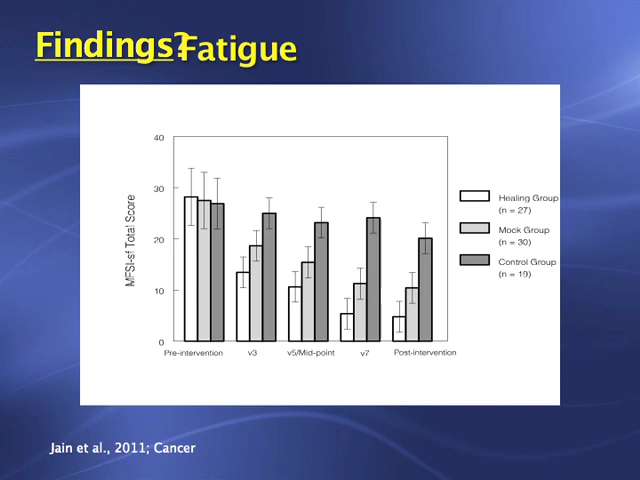 Findings? Fatigue
40
30
20
10
0
MFSI-sf Total Score
Pre-intervention v3 v5/Mid-point v7 Post-intervention
Healing Group
(n = 27)
Mock Group
(n = 30)
Control Group
(n = 19)
Jain et al., 2011; Cancer